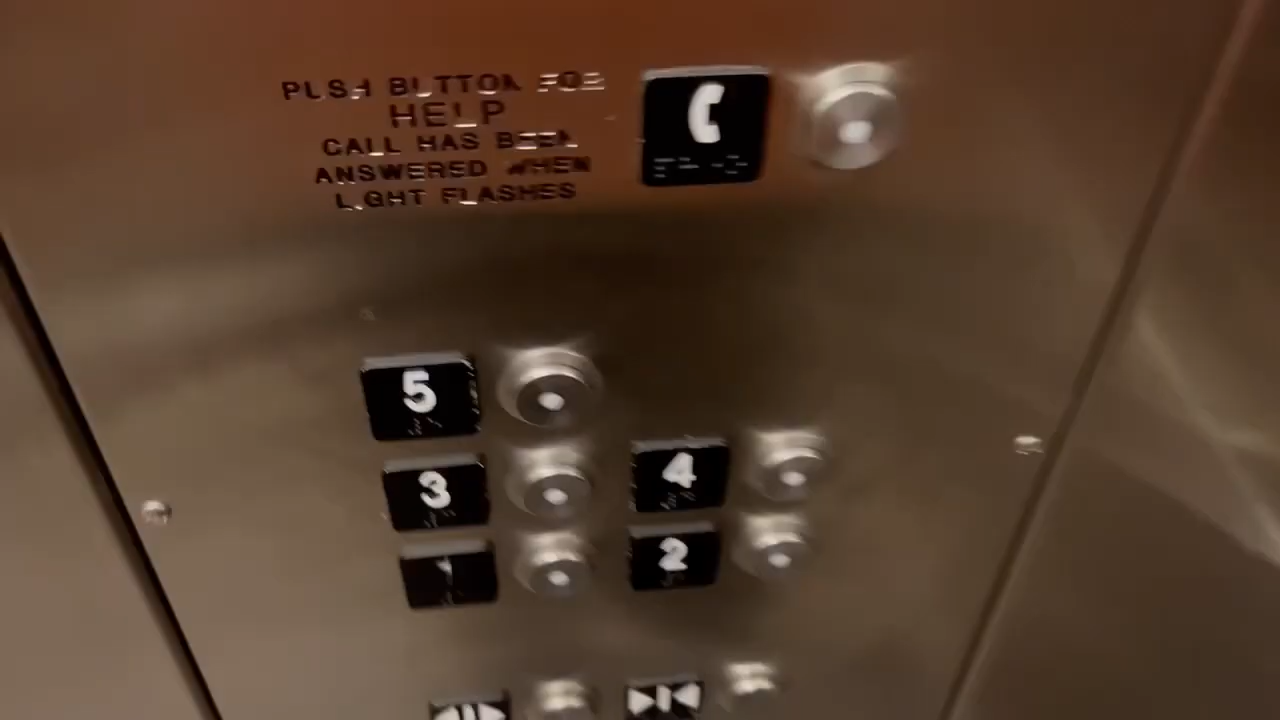 PUSH BUTTON FOR
HELP
CALL HAS BEEN
ANSWERED WHEN
LIGHT FLASHES
5
3
4
2